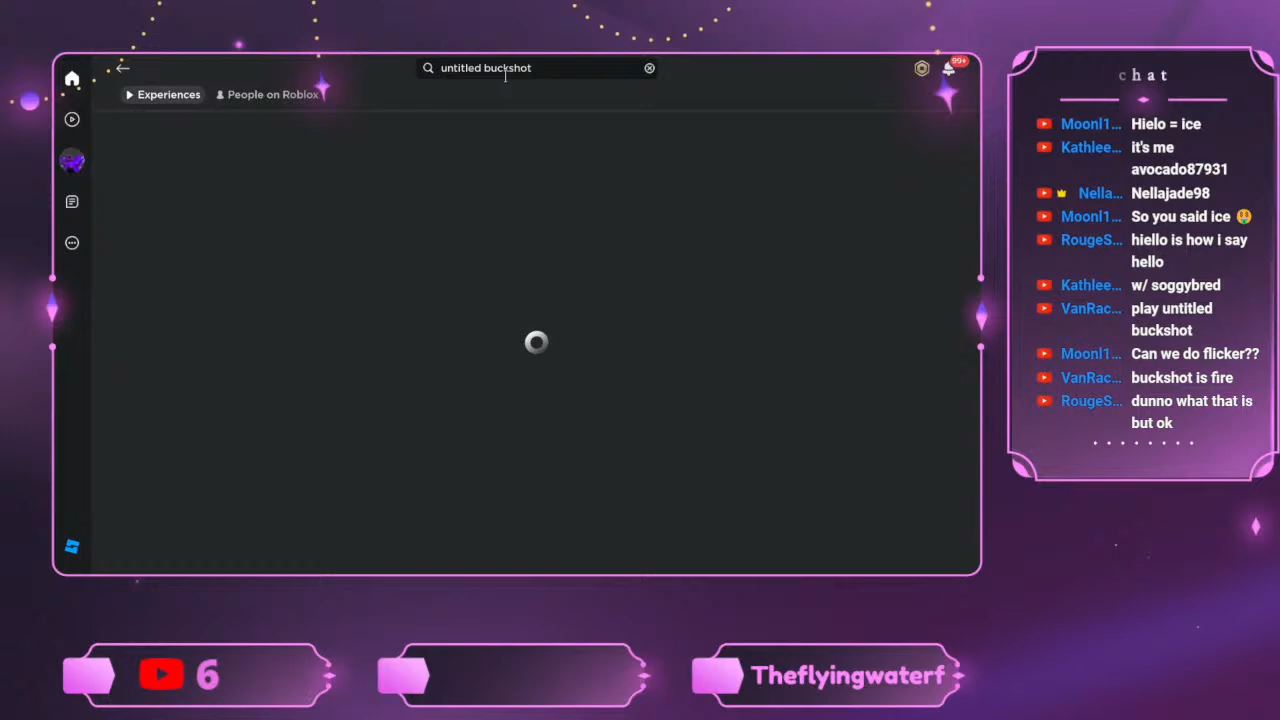 untitled buckshot
99+
Experiences
People on Roblox
chat
Moonl1... Hielo = ice
Kathlee... it's me
avocado87931
Nella... Nellajade98
Moonl1... So you said ice 🤑
RougeS... hiello is how i say
hello
Kathlee... w/ soggybred
VanRac... play untitled
buckshot
Moonl1... Can we do flicker??
VanRac... buckshot is fire
RougeS... dunno what that is
but ok
6
Theflyingwaterf